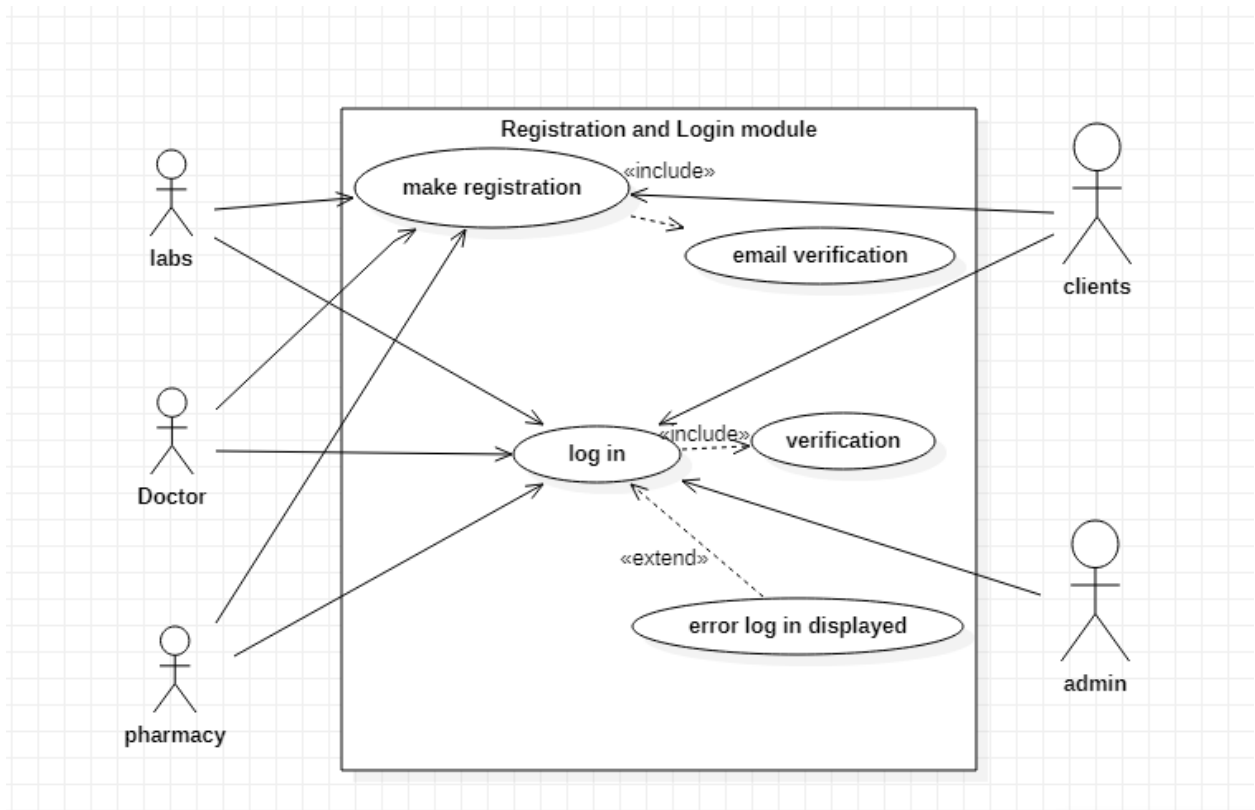 Registration and Login module
make registration
«include»
email verification
labs
clients
Doctor
log in
«include»
verification
«extend»
error log in displayed
pharmacy
admin